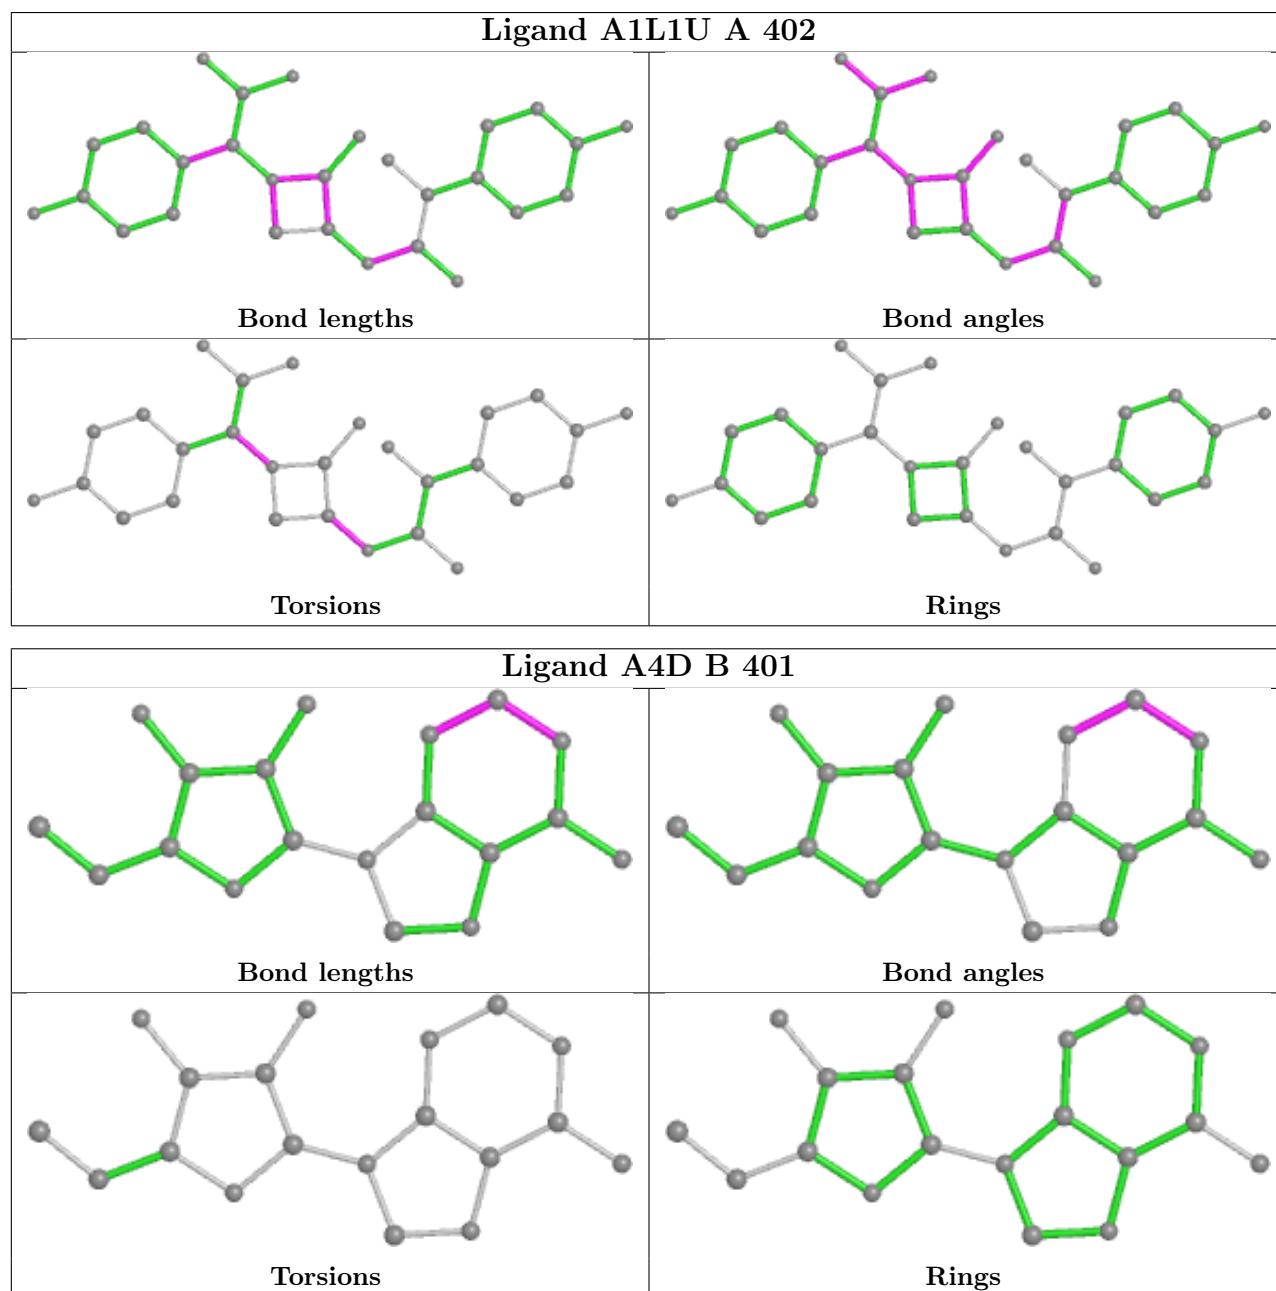 Ligand A1L1U A 402
Bond lengths
Bond angles
Torsions
Rings
Ligand A4D B 401
Bond lengths
Bond angles
Torsions
Rings